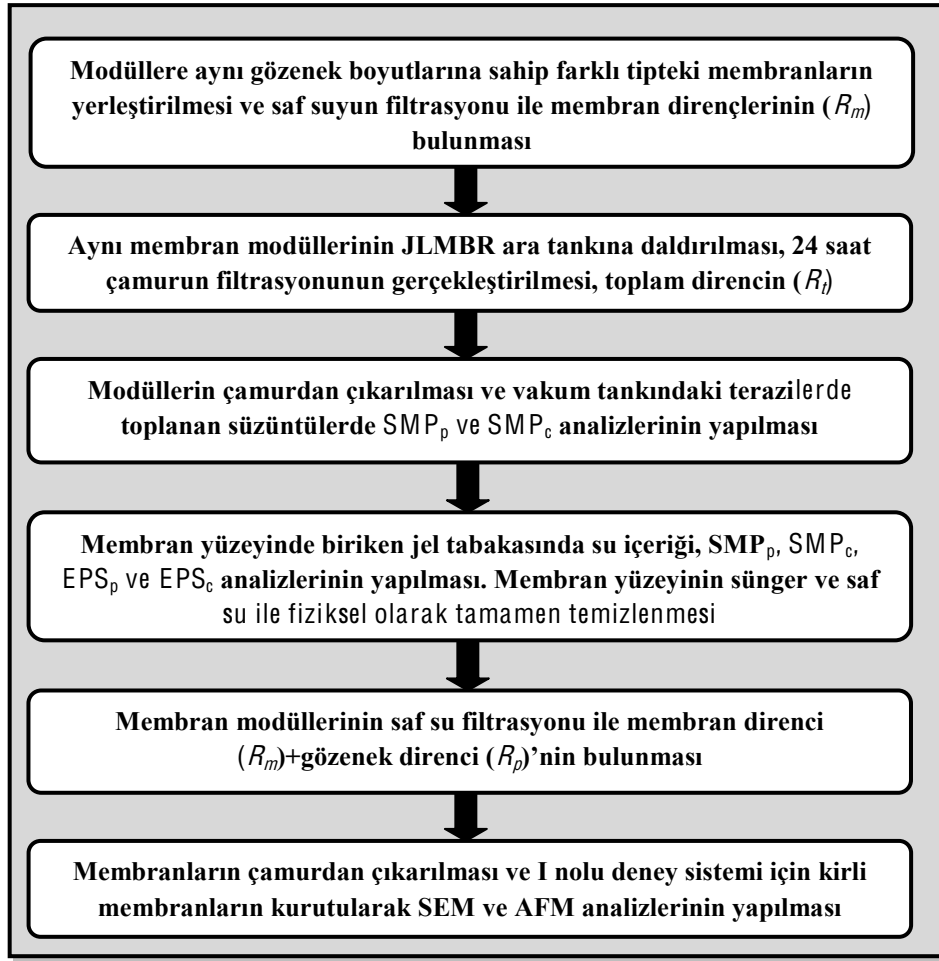 Modüllere aynı gözenek boyutlarına sahip farklı tipteki membranların
yerleştirilmesi ve saf suyun filtrasyonu ile membran dirençlerinin (Rm)
bulunması
Aynı membran modüllerinin JLMBR ara tankına daldırılması, 24 saat
çamurun filtrasyonunun gerçekleştirilmesi, toplam direncin (Rt)
Modüllerin çamurdan çıkarılması ve vakum tankındaki terazilerde
toplanan süzüntülerde SMPp ve SMPc analizlerinin yapılması
Membran yüzeyinde biriken jel tabakasında su içeriği, SMPp, SMPc,
EPSp ve EPSc analizlerinin yapılması. Membran yüzeyinin sünger ve saf
su ile fiziksel olarak tamamen temizlenmesi
Membran modüllerinin saf su filtrasyonu ile membran direnci
(Rm)+gözenek direnci (Rp)’nin bulunması
Membranların çamurdan çıkarılması ve I nolu deney sistemi için kirli
membranların kurutularak SEM ve AFM analizlerinin yapılması